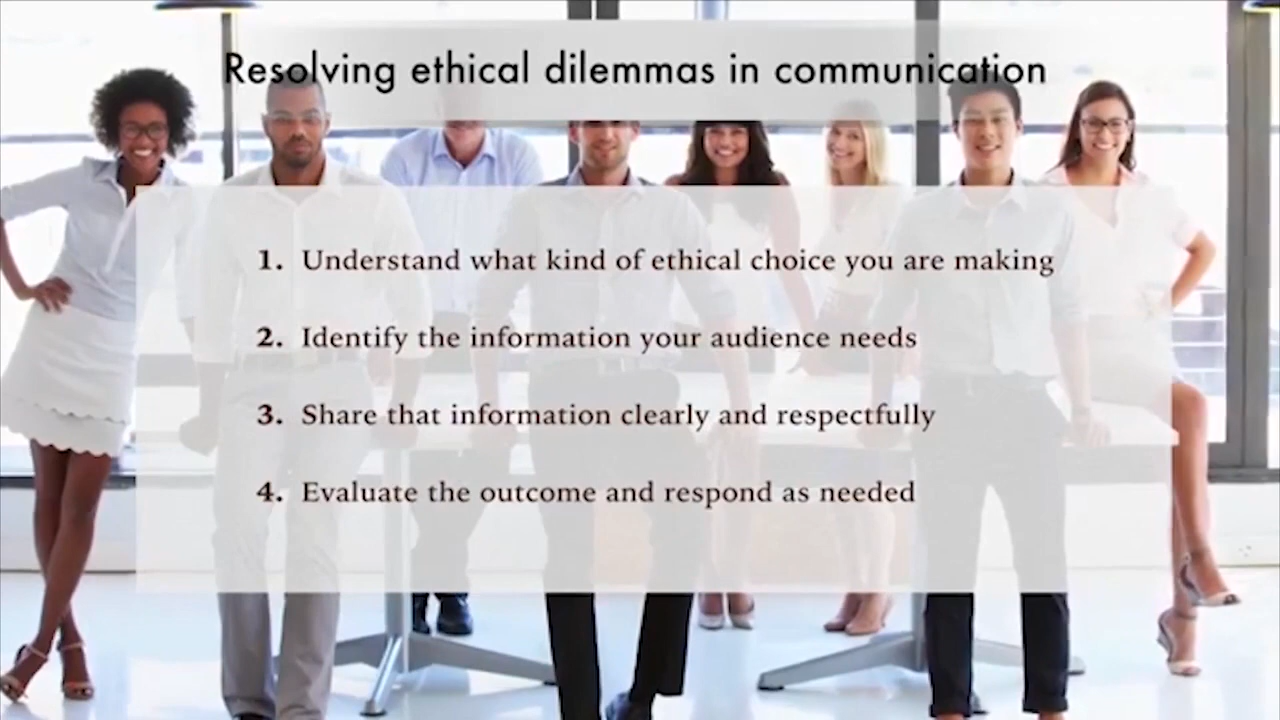 Resolving ethical dilemmas in communication
1. Understand what kind of ethical choice you are making
2. Identify the information your audience needs
3. Share that information clearly and respectfully
4. Evaluate the outcome and respond as needed